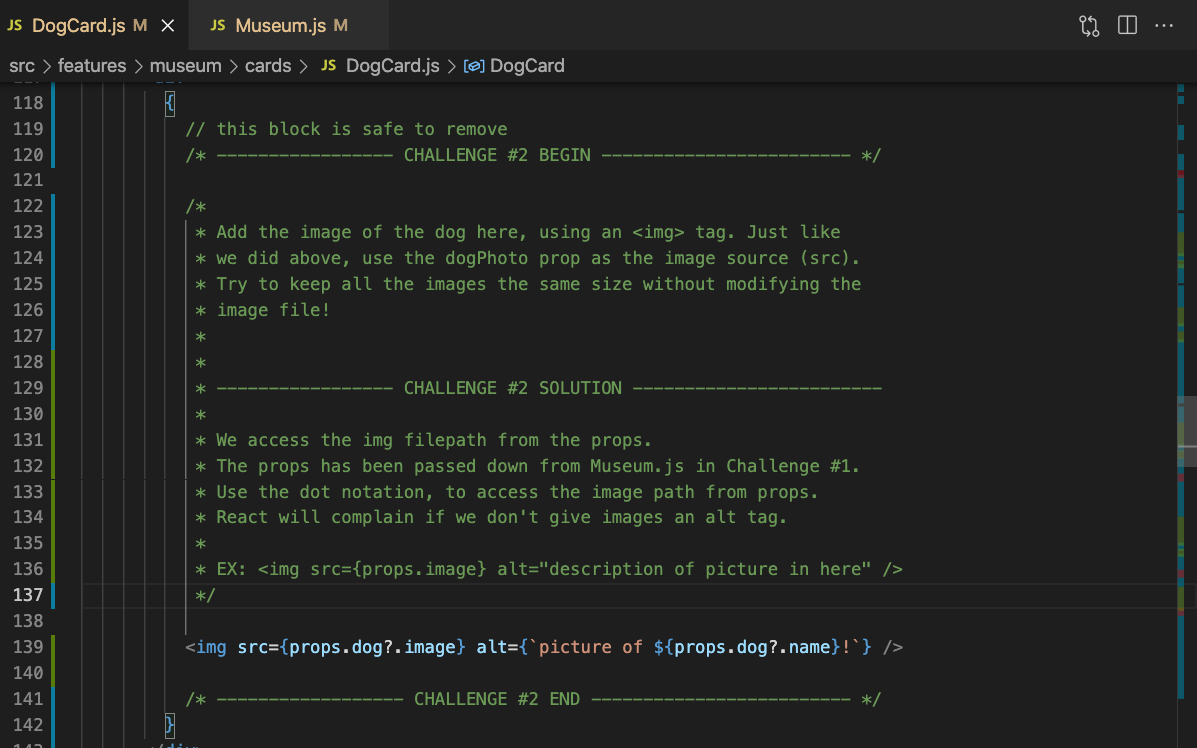 JS DogCard.js M × JS Museum.js M ...
src > features > museum > cards > JS DogCard.js > DogCard
118 {
119 // this block is safe to remove
120 /* ----------------- CHALLENGE #2 BEGIN ------------------------ */
121
122 /*
123 * Add the image of the dog here, using an <img> tag. Just like
124 * we did above, use the dogPhoto prop as the image source (src).
125 * Try to keep all the images the same size without modifying the
126 * image file!
127 *
128 *
129 * ----------------- CHALLENGE #2 SOLUTION ------------------------
130 *
131 * We access the img filepath from the props.
132 * The props has been passed down from Museum.js in Challenge #1.
133 * Use the dot notation, to access the image path from props.
134 * React will complain if we don't give images an alt tag.
135 *
136 * EX: <img src={props.image} alt="description of picture in here" />
137 */
138
139 <img src={props.dog?.image} alt={`picture of ${props.dog?.name}!`} />
140
141 /* ------------------ CHALLENGE #2 END ------------------------- */
142 }